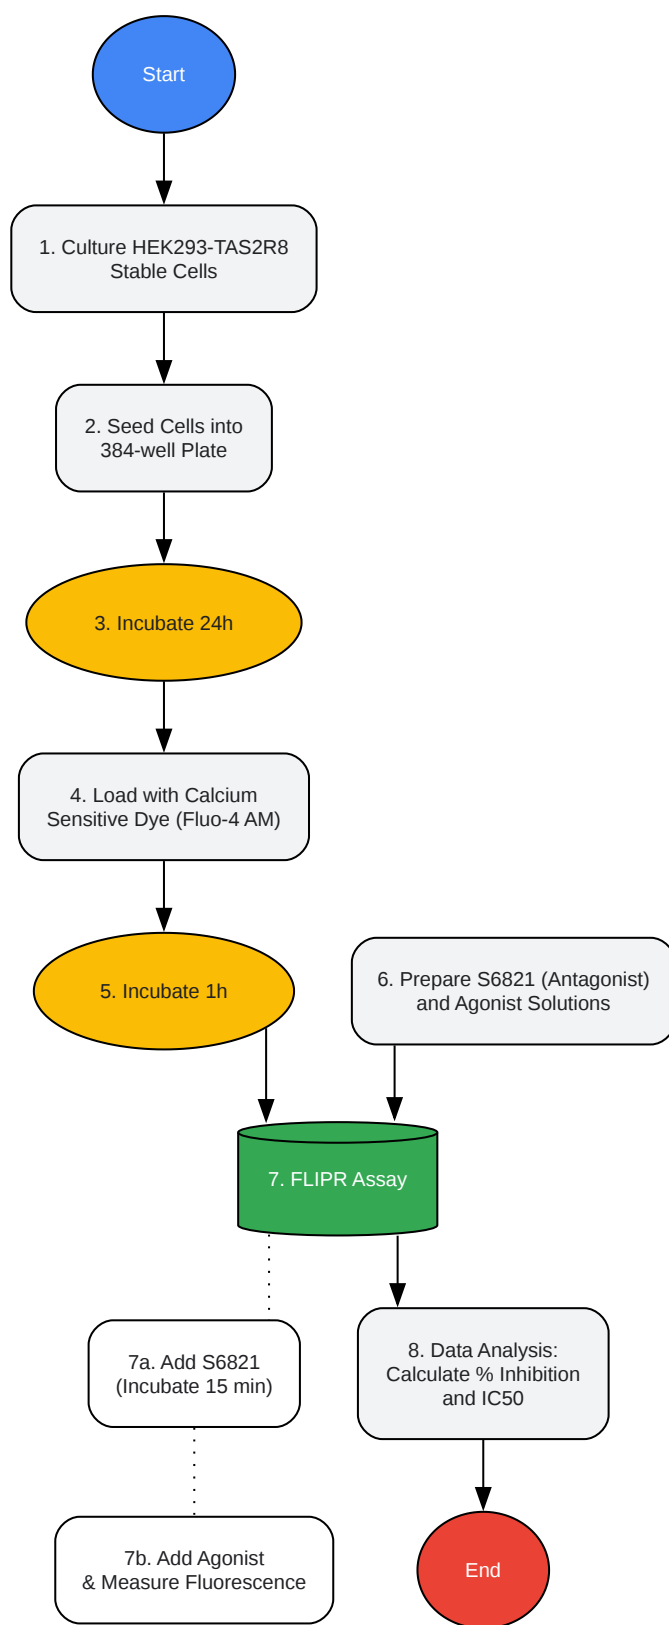 Start
1. Culture HEK293-TAS2R8
Stable Cells
2. Seed Cells into
384-well Plate
3. Incubate 24h
4. Load with Calcium
Sensitive Dye (Fluo-4 AM)
5. Incubate 1h
6. Prepare S6821 (Antagonist)
and Agonist Solutions
7. FLIPR Assay
7a. Add S6821
(Incubate 15 min)
8. Data Analysis:
Calculate % Inhibition
and IC50
7b. Add Agonist
& Measure Fluorescence
End